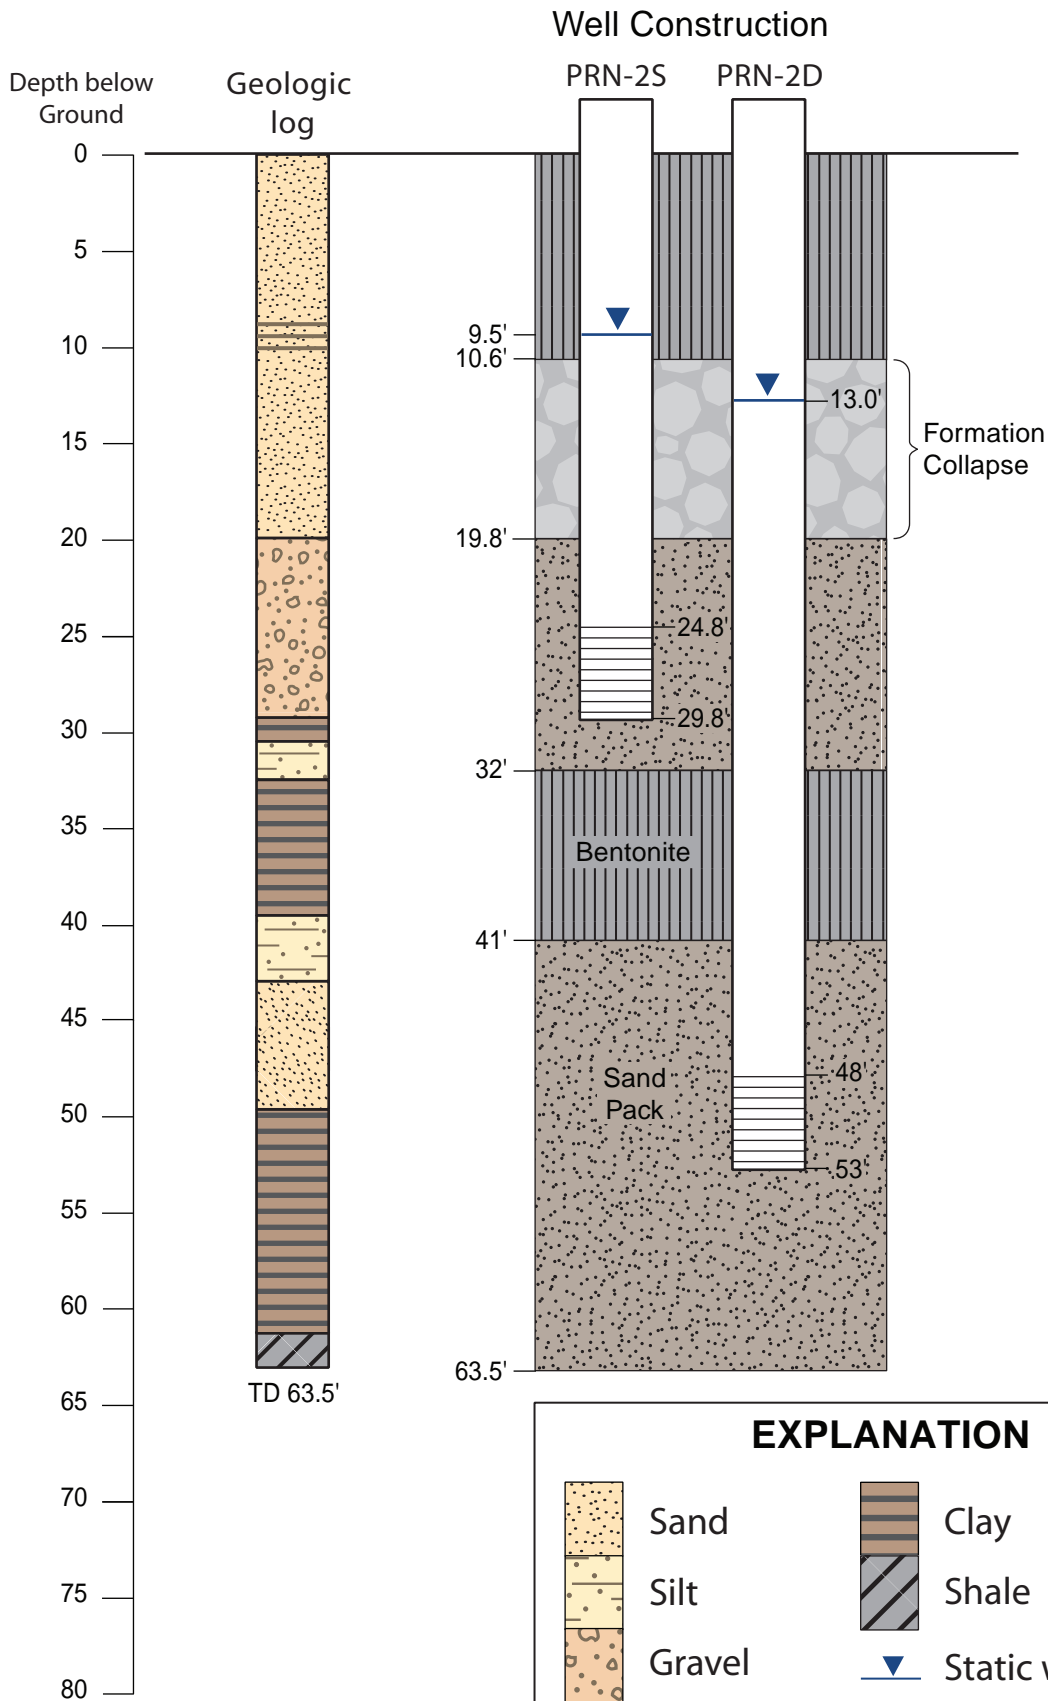 Well Construction
PRN-2S PRN-2D
Depth below
Ground
Geologic
log
0
5
10
15
20
25
30
35
40
45
50
55
60
65
70
75
80
TD 63.5'
9.5'
10.6'
19.8'
32'
41'
63.5'
13.0'
Formation
Collapse
24.8'
29.8'
Bentonite
Sand
Pack
48'
53'
EXPLANATION
Sand
Silt
Gravel
Clay
Shale
Static